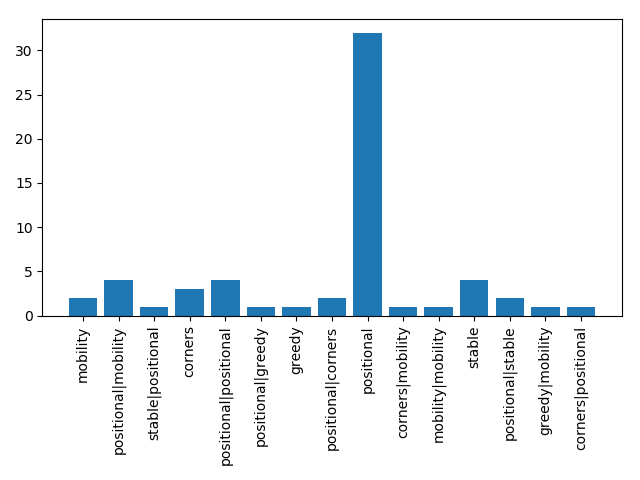 30
25
20
15
10
5
0
mobility
positional|mobility
stable|positional
corners
positional|positional
positional|greedy
greedy
positional|corners
positional
corners|mobility
mobility|mobility
stable
positional|stable
greedy|mobility
corners|positional